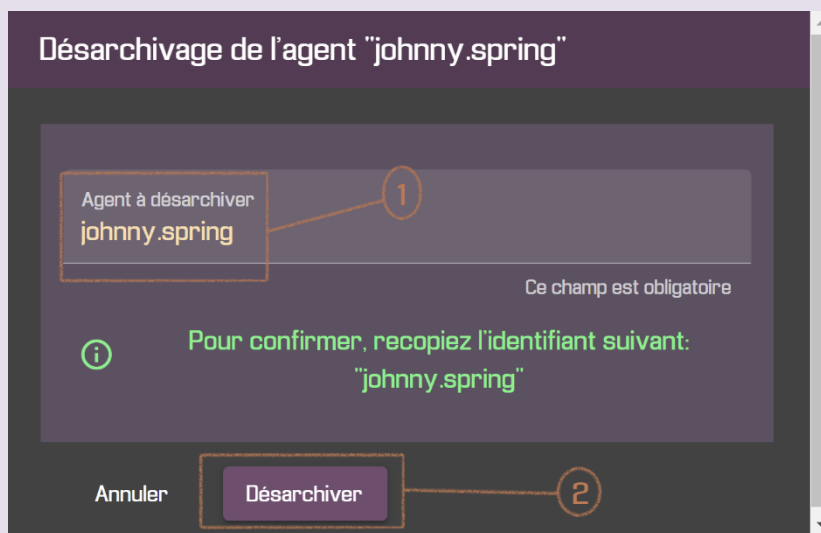 Désarchivage de l'agent "johnny.spring"
Agent à désarchiver
1
johnny.spring
Ce champ est obligatoire
Pour confirmer, recopiez l'identifiant suivant:
"johnny.spring"
Annuler
Désarchiver
2